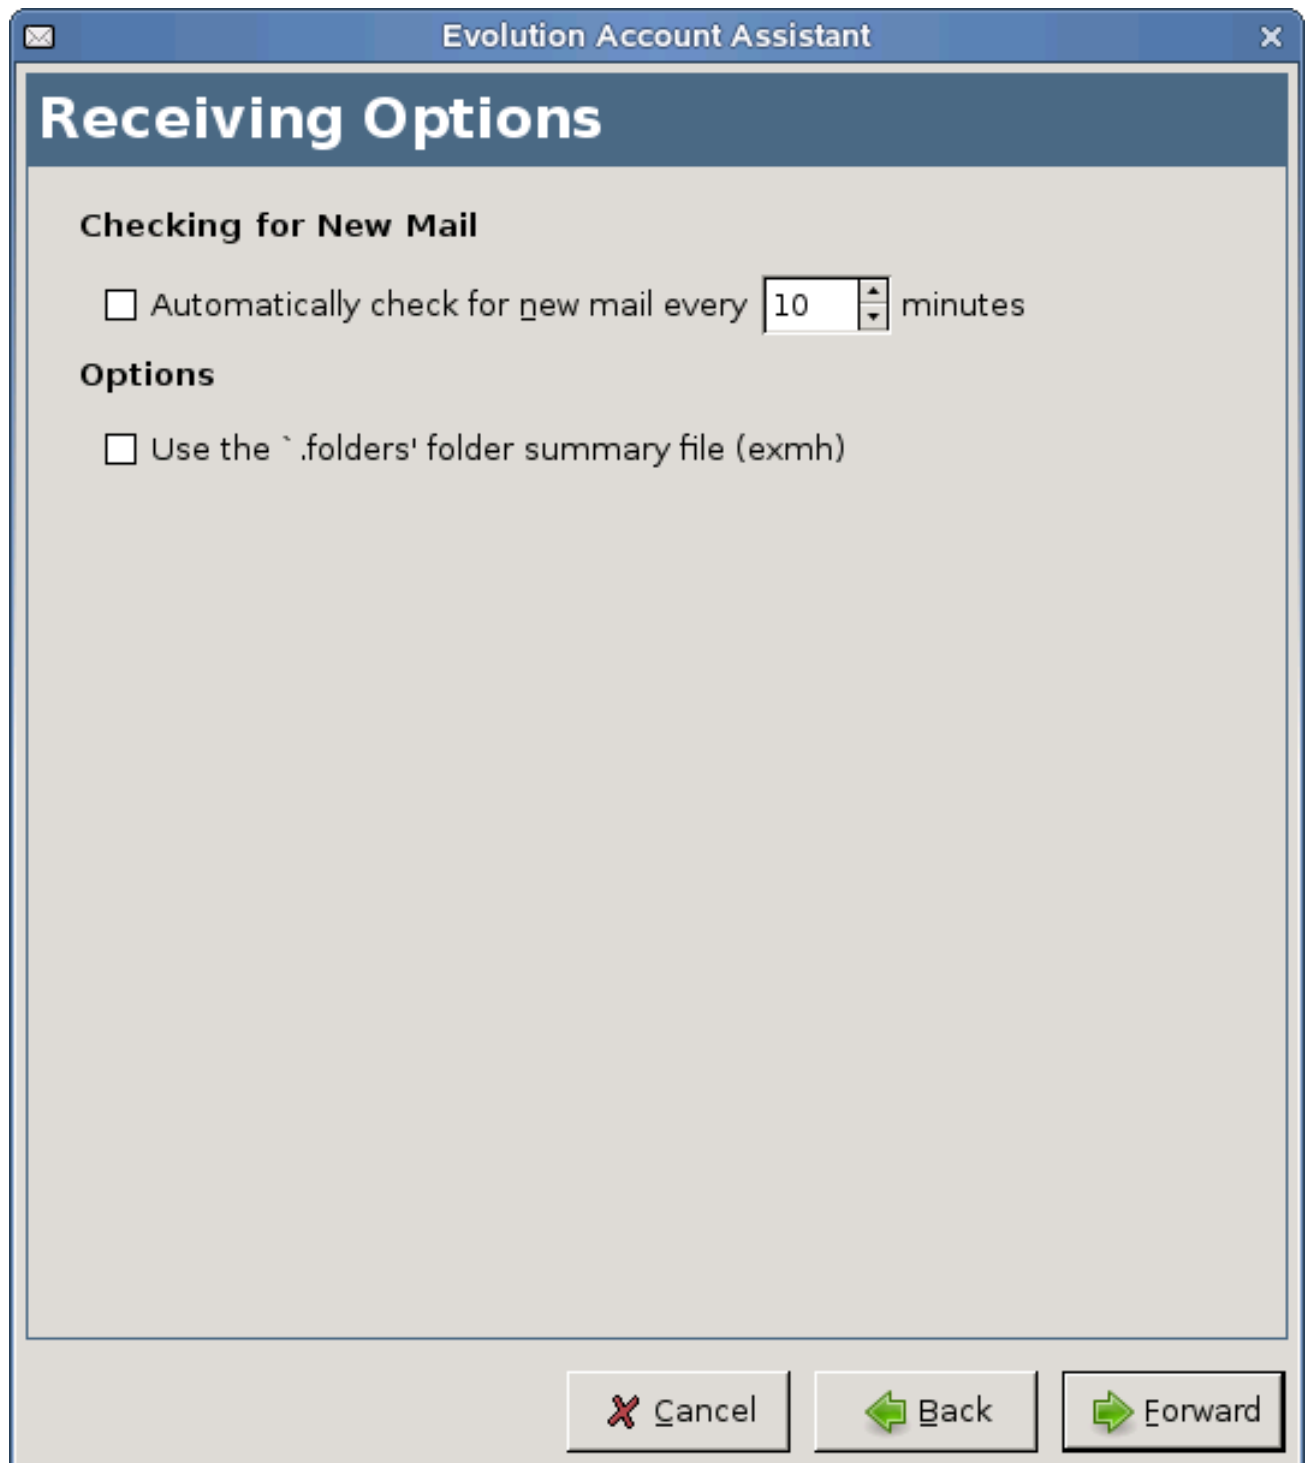 Evolution Account Assistant
Receiving Options
Checking for New Mail
Automatically check for new mail every 10 minutes
Options
Use the `.folders' folder summary file (exmh)
Cancel Back Forward